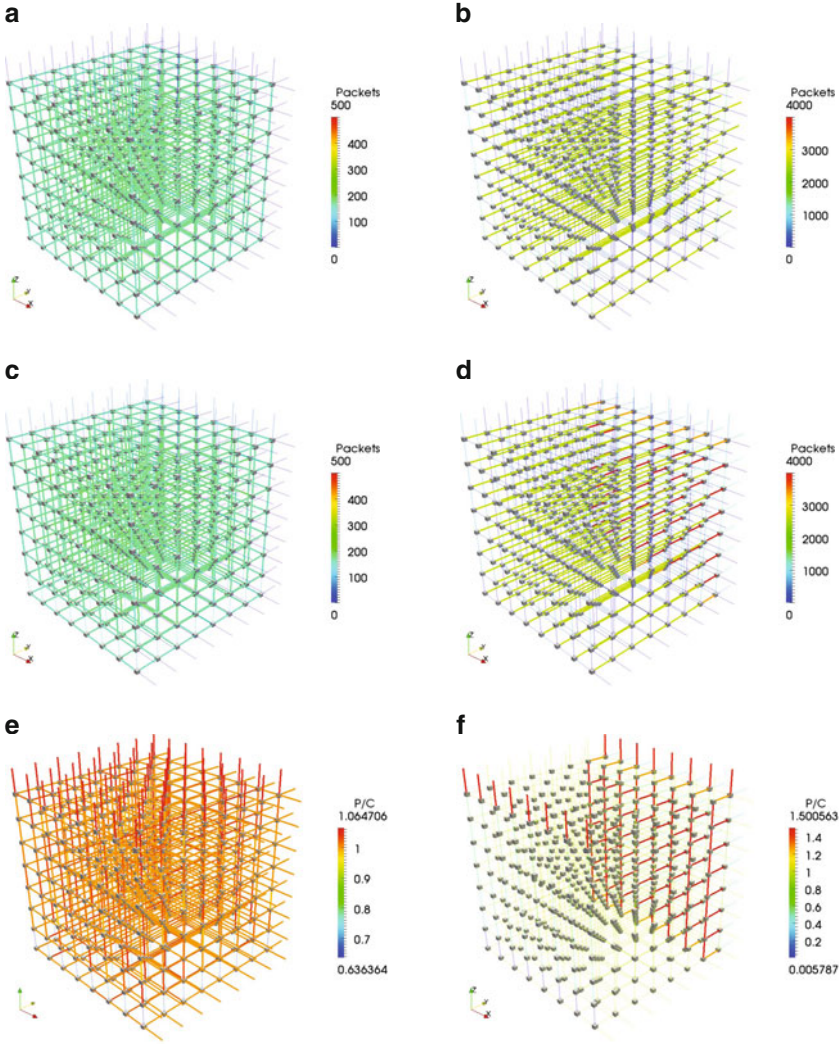 a
Packets
500
400
300
200
100
0
Z
Y
X
b
Packets
4000
3000
2000
1000
0
Z
Y
X
c
Packets
500
400
300
200
100
0
Z
Y
X
d
Packets
4000
3000
2000
1000
0
Z
Y
X
e
P/C
1.064706
1
0.9
0.8
0.7
0.636364
f
P/C
1.500563
1.4
1.2
1
0.8
0.6
0.4
0.2
0.005787
Z
Y
X